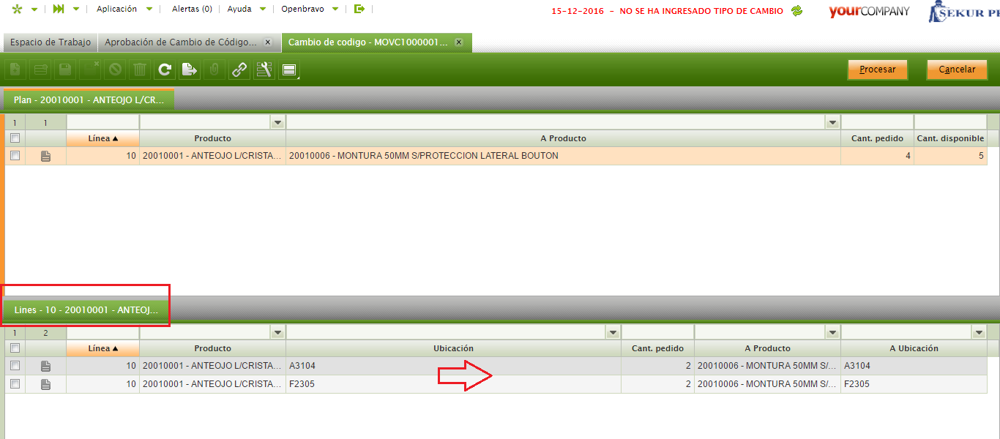 Aplicación Alertas (0) Ayuda Openbravo 15-12-2016 - NO SE HA INGRESADO TIPO DE CAMBIO yourCOMPANY SEKUR PE
Espacio de Trabajo Aprobación de Cambio de Código... x Cambio de codigo - MOVC1000001... x
Procesar Cancelar
Plan - 20010001 - ANTEOJO L/CR...
1 1
Línea Producto A Producto Cant. pedido Cant. disponible
10 20010001 - ANTEOJO L/CRISTA... 20010006 - MONTURA 50MM S/PROTECCION LATERAL BOUTON 4 5
Lines - 10 - 20010001 - ANTEOJ...
1 2
Línea Producto Ubicación Cant. pedido A Producto A Ubicación
10 20010001 - ANTEOJO L/CRISTA... A3104 2 20010006 - MONTURA 50MM S/... A3104
10 20010001 - ANTEOJO L/CRISTA... F2305 2 20010006 - MONTURA 50MM S/... F2305